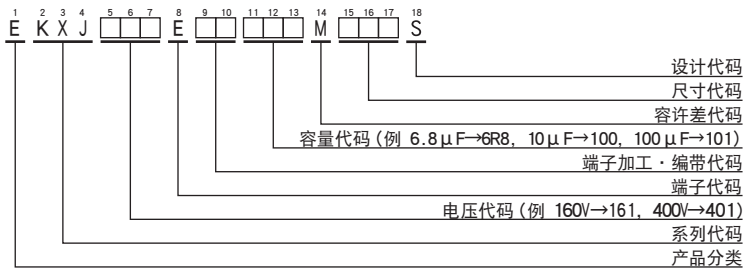 1 2 3 4 5 6 7 8 9 10 11 12 13 14 15 16 17 18
E KXJ □□□ E □□ □□□ M □□□ S
设计代码
尺寸代码
容许差代码
容量代码(例 6.8μF→6R8, 10μF→100, 100μF→101)
端子加工·编带代码
端子代码
电压代码(例 160V→161, 400V→401)
系列代码
产品分类